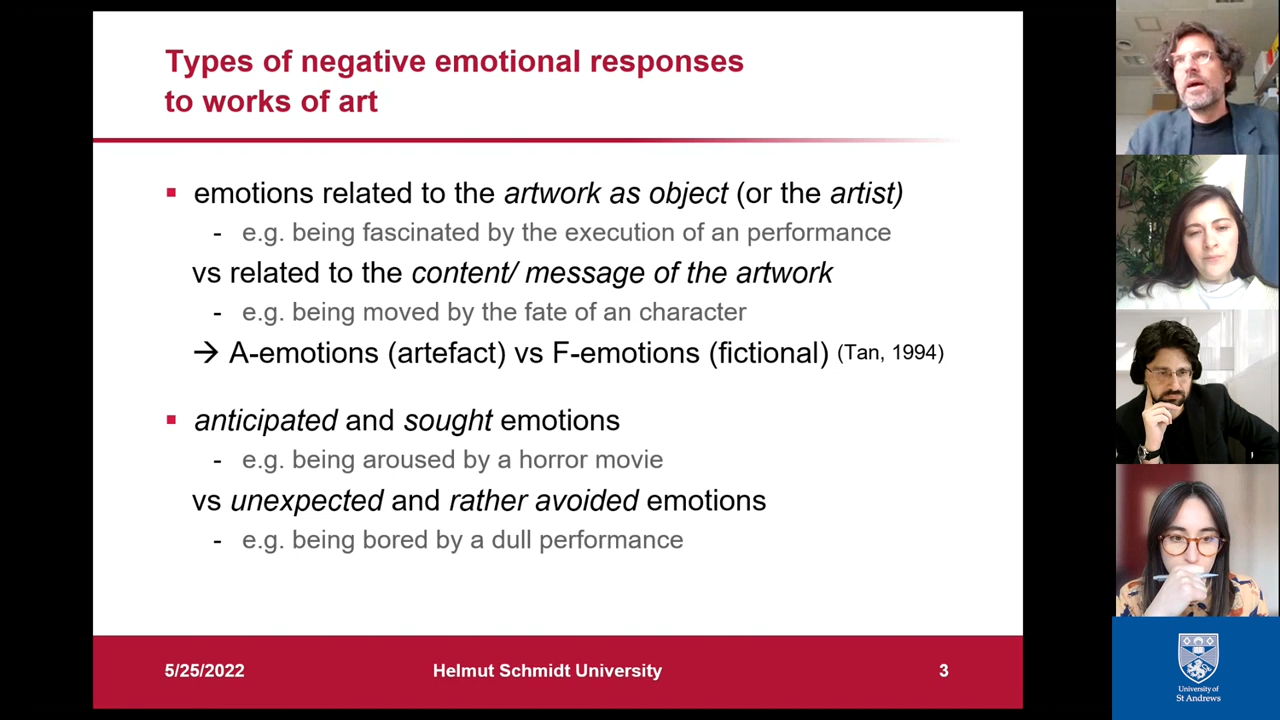 Types of negative emotional responses
to works of art
▪ emotions related to the artwork as object (or the artist)
- e.g. being fascinated by the execution of an performance
vs related to the content/ message of the artwork
- e.g. being moved by the fate of an character
→ A-emotions (artefact) vs F-emotions (fictional) (Tan, 1994)
▪ anticipated and sought emotions
- e.g. being aroused by a horror movie
vs unexpected and rather avoided emotions
- e.g. being bored by a dull performance
5/25/2022 Helmut Schmidt University 3
University of
St Andrews